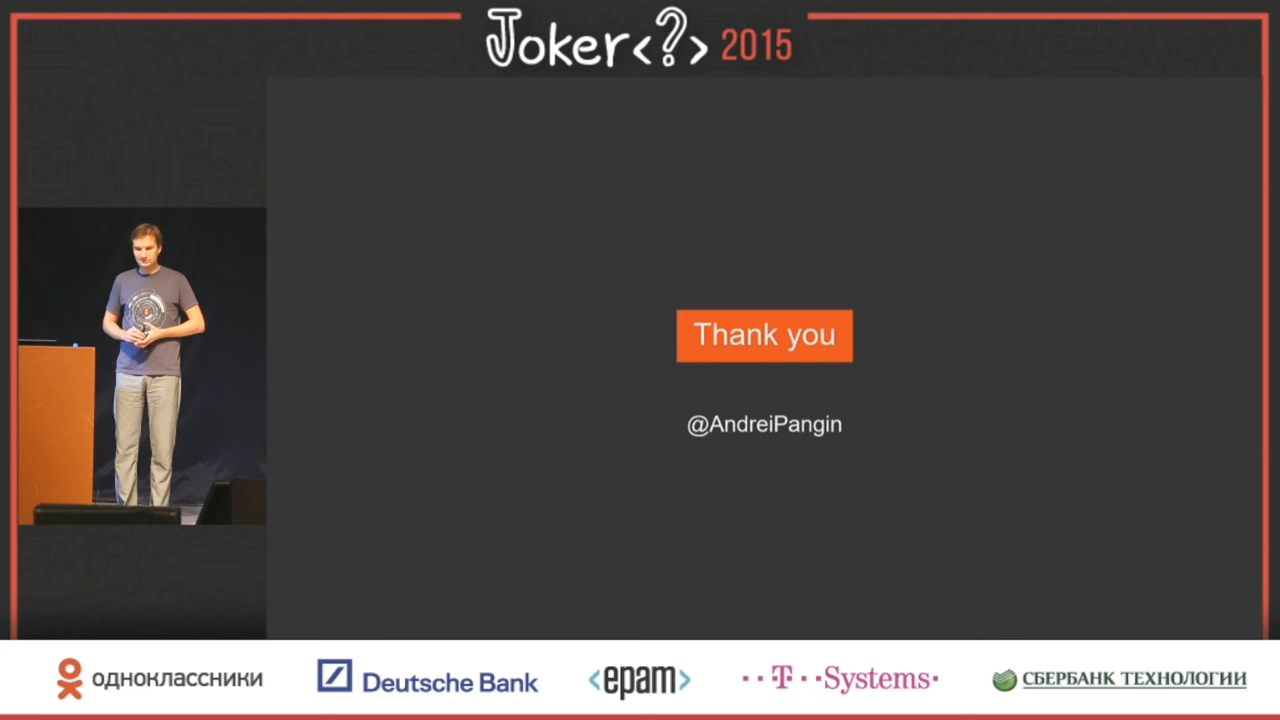 Joker<?> 2015
Thank you
@AndreiPangin
одноклассники
Deutsche Bank
<epam>
··T··Systems·
СБЕРБАНК ТЕХНОЛОГИИ